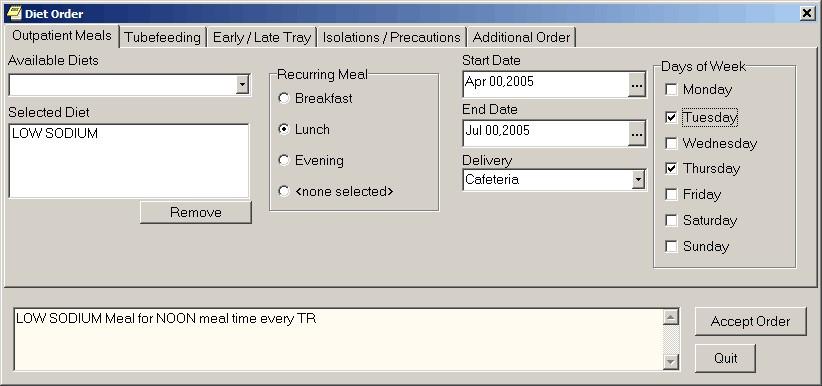 Diet Order
Outpatient Meals Tubefeeding Early / Late Tray Isolations / Precautions Additional Order
Available Diets
Selected Diet
LOW SODIUM
Remove
Recurring Meal
Breakfast
Lunch
Evening
<none selected>
Start Date
Apr 00,2005
...
End Date
Jul 00,2005
...
Delivery
Cafeteria
Days of Week
Monday
Tuesday
Wednesday
Thursday
Friday
Saturday
Sunday
LOW SODIUM Meal for NOON meal time every TR
Accept Order
Quit